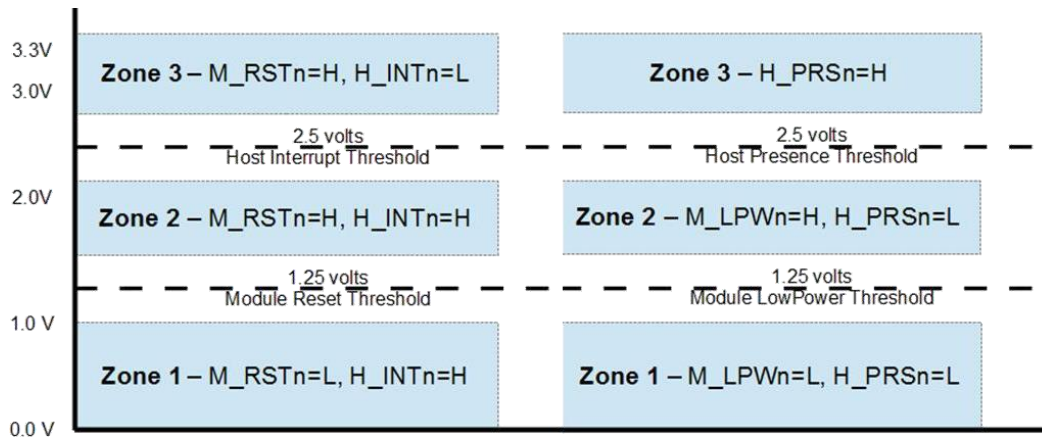 3.3V
Zone 3 – M_RSTn=H, H_INTn=L
Zone 3 – H_PRSn=H
3.0V
2.5 volts
Host Interrupt Threshold
2.5 volts
Host Presence Threshold
2.0V
Zone 2 – M_RSTn=H, H_INTn=H
Zone 2 – M_LPWn=H, H_PRSn=L
1.25 volts
Module Reset Threshold
1.25 volts
Module LowPower Threshold
1.0 V
Zone 1 – M_RSTn=L, H_INTn=H
Zone 1 – M_LPWn=L, H_PRSn=L
0.0 V